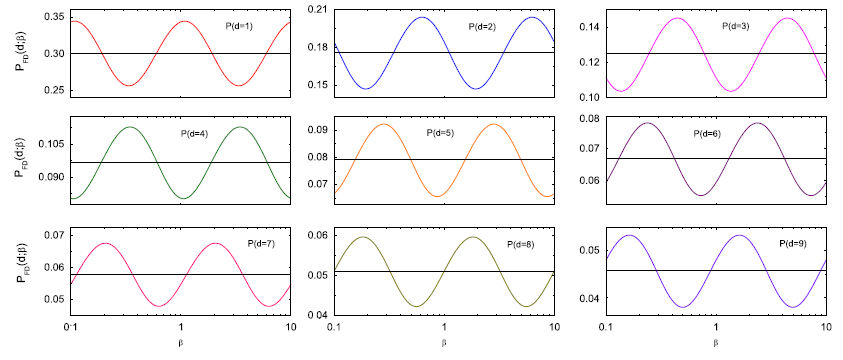 P(d=1)
P(d=2)
P(d=3)
0.35
0.30
0.25
0.21
0.18
0.15
0.14
0.12
0.10
P_FD(d;β)
P(d=4)
P(d=5)
P(d=6)
0.105
0.090
0.09
0.08
0.07
0.08
0.07
0.06
P_FD(d;β)
P(d=7)
P(d=8)
P(d=9)
0.07
0.06
0.05
0.06
0.05
0.04
0.05
0.04
P_FD(d;β)
0.1 1 10 0.1 1 10 0.1 1 10
β β β